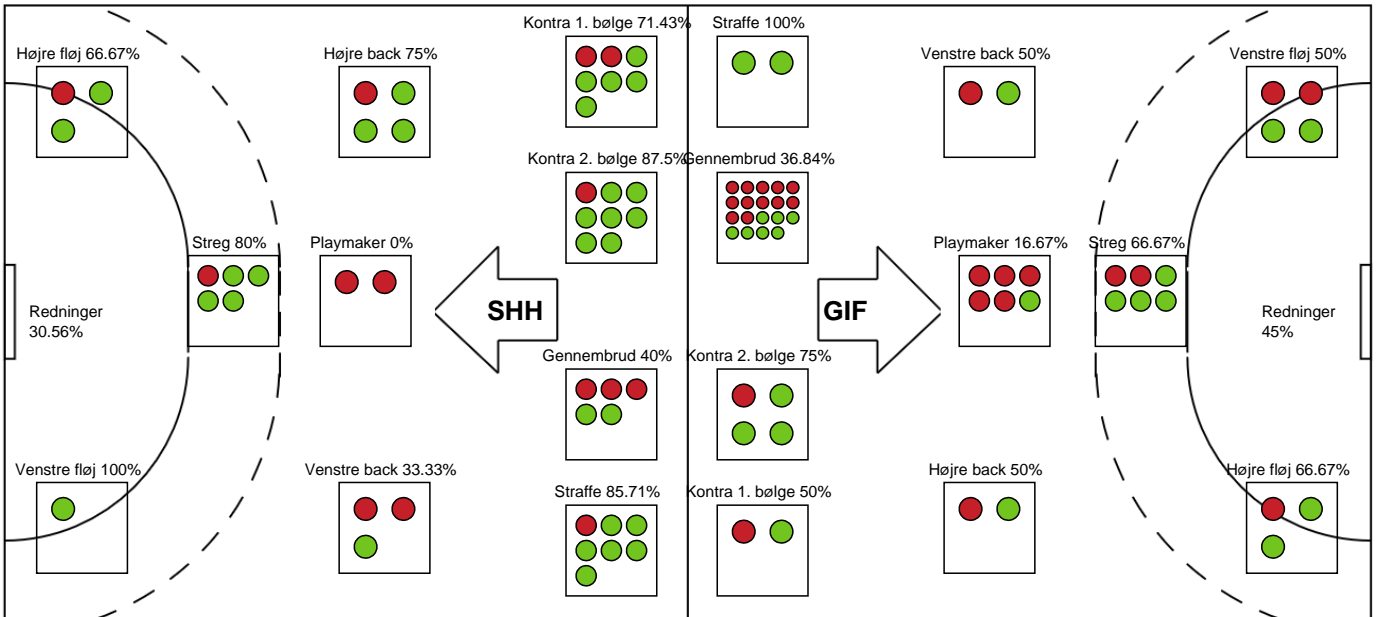 Kontra 1. bølge 71.43%
Straffe 100%
Højre fløj 66.67%
Højre back 75%
Venstre back 50%
Venstre fløj 50%
Kontra 2. bølge 87.5%
Gennembrud 36.84%
Streg 80%
Playmaker 0%
Playmaker 16.67%
Streg 66.67%
Redninger
30.56%
SHH
GIF
Redninger
45%
Gennembrud 40%
Kontra 2. bølge 75%
Venstre fløj 100%
Venstre back 33.33%
Højre back 50%
Højre fløj 66.67%
Straffe 85.71%
Kontra 1. bølge 50%